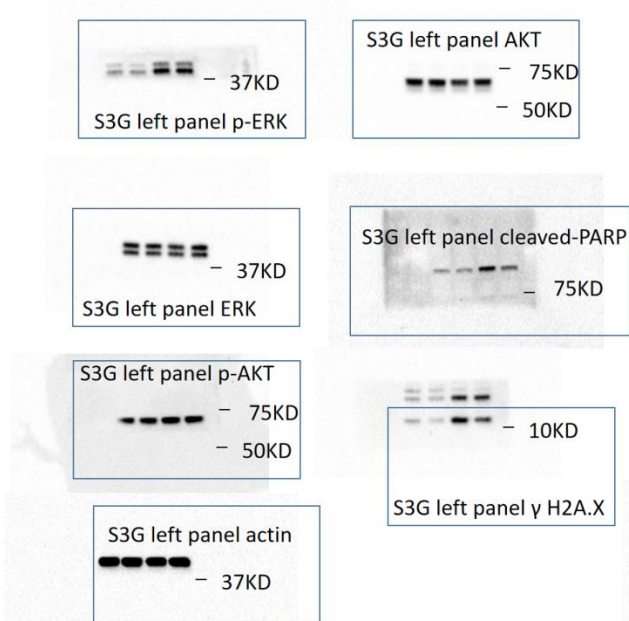 37KD
S3G left panel p-ERK
S3G left panel AKT
75KD
50KD
37KD
S3G left panel ERK
S3G left panel cleaved-PARP
75KD
S3G left panel p-AKT
75KD
50KD
10KD
S3G left panel γ H2A.X
S3G left panel actin
37KD